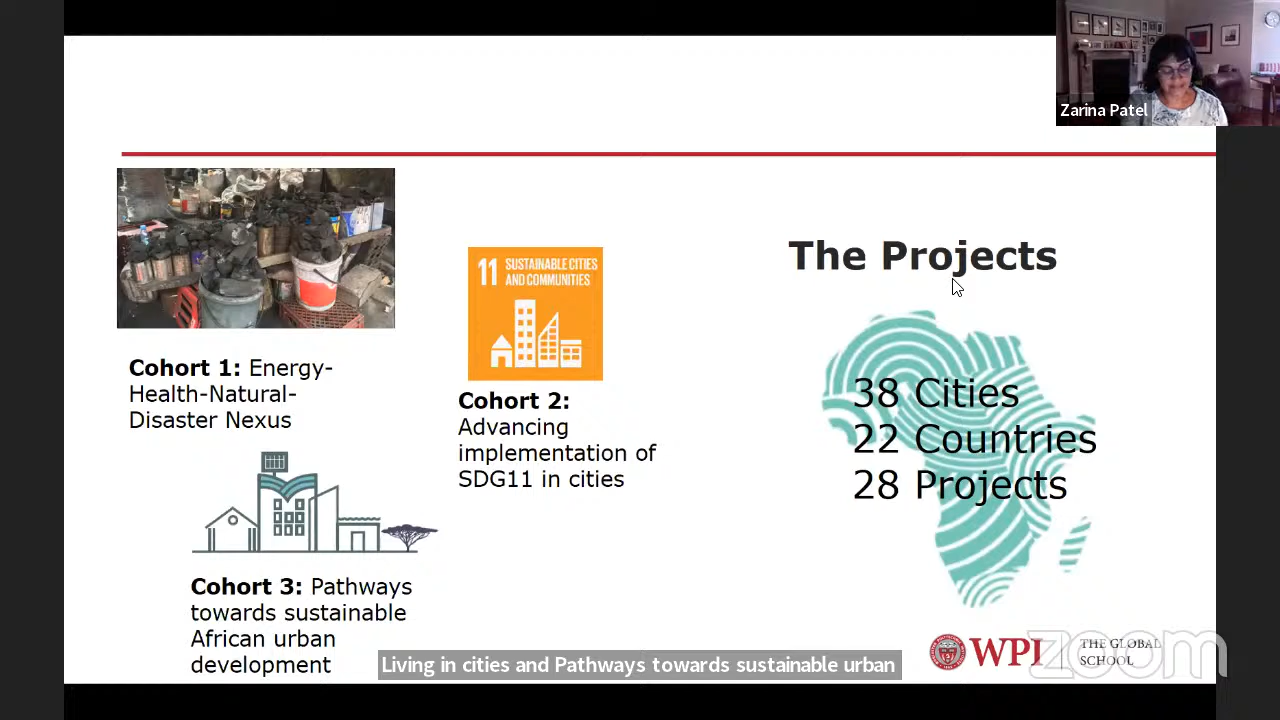 Zarina Patel
The Projects
11 SUSTAINABLE CITIES
AND COMMUNITIES
Cohort 1: Energy-
Health-Natural-
Disaster Nexus
Cohort 2:
Advancing
implementation of
SDG11 in cities
38 Cities
22 Countries
28 Projects
Cohort 3: Pathways
towards sustainable
African urban
development
Living in cities and Pathways towards sustainable urban
WPI
THE GLOBAL
SCHOOL
zoom